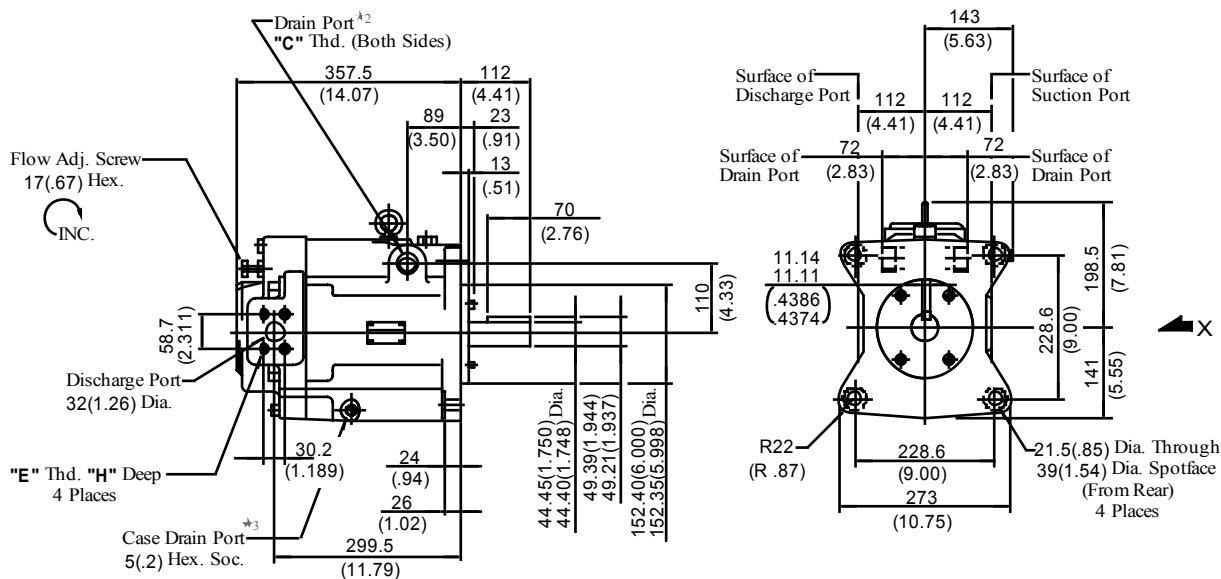 Drain Port★2
"C" Thd. (Both Sides)
357.5
(14.07)
112
(4.41)
89
(3.50)
23
(.91)
13
(.51)
70
(2.76)
Flow Adj. Screw
17(.67) Hex.
INC.
110
(4.33)
58.7
(2.311)
Discharge Port
32(1.26) Dia.
30.2
(1.189)
"E" Thd. "H" Deep
4 Places
24
(.94)
26
(1.02)
Case Drain Port★3
5(.2) Hex. Soc.
299.5
(11.79)
44.45(1.750)
44.40(1.748) Dia.
49.39(1.944)
49.21(1.937)
152.40(6.000)
152.35(5.998) Dia.
143
(5.63)
Surface of
Discharge Port
Surface of
Suction Port
112
(4.41)
112
(4.41)
Surface of
Drain Port
72
(2.83)
72
(2.83)
Surface of
Drain Port
11.14
11.11
(.4386
.4374)
198.5
(7.81)
228.6
(9.00)
141
(5.55)
X
R22
(R .87)
228.6
(9.00)
273
(10.75)
21.5(.85) Dia. Through
39(1.54) Dia. Spotface
(From Rear)
4 Places